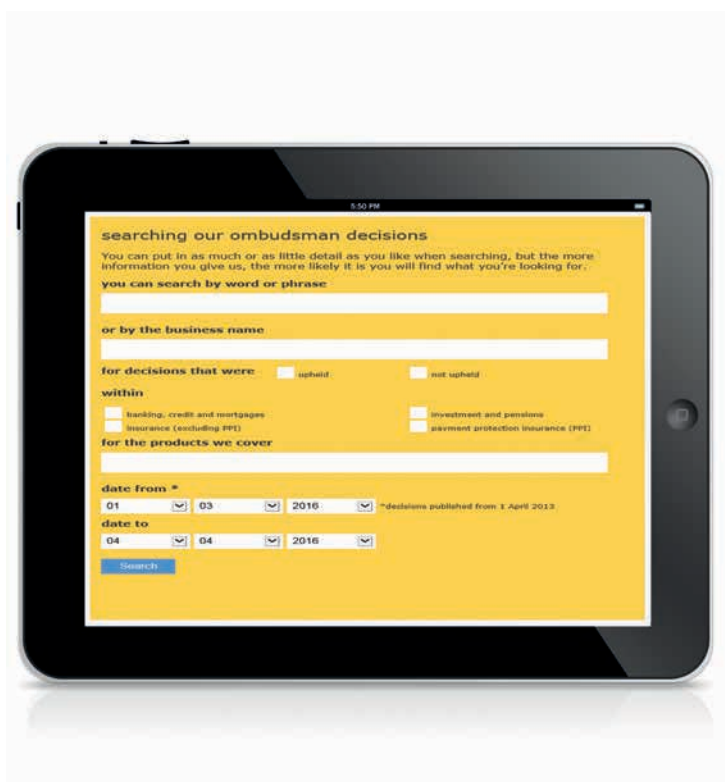 5:50 PM
searching our ombudsman decisions
You can put in as much or as little detail as you like when searching, but the more
information you give us, the more likely it is you will find what you're looking for.
you can search by word or phrase
or by the business name
for decisions that were upheld not upheld
within
banking, credit and mortgages investment and pensions
insurance (excluding PPI) payment protection insurance (PPI)
for the products we cover
date from *
01 03 2016 *decisions published from 1 April 2013
date to
04 04 2016
Search